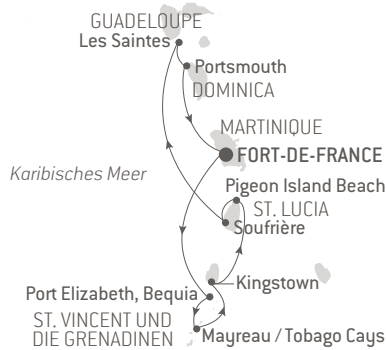 GUADELOUPE
Les Saintes
Portsmouth
DOMINICA
MARTINIQUE
FORT-DE-FRANCE
Karibisches Meer
Pigeon Island Beach
ST. LUCIA
Soufrière
Kingstown
Port Elizabeth, Bequia
ST. VINCENT UND
DIE GRENADINEN
Mayreau / Tobago Cays